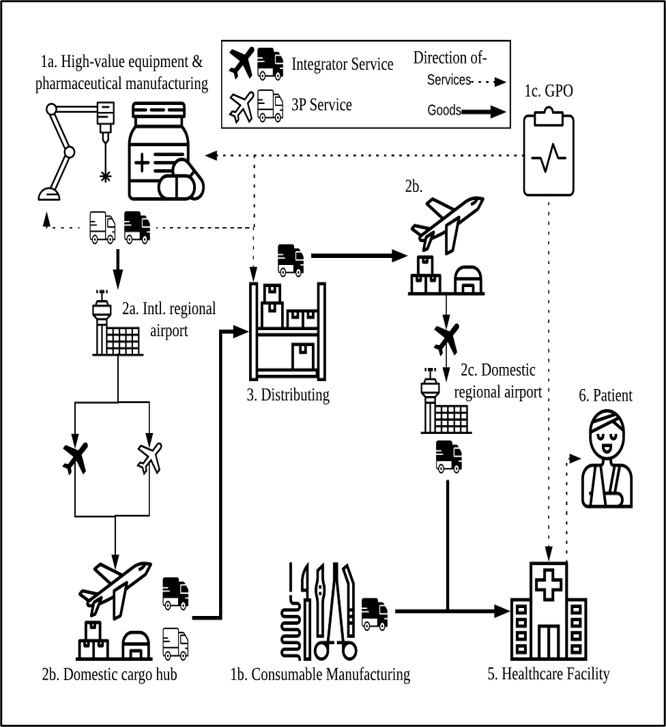 1a. High-value equipment &
pharmaceutical manufacturing
Integrator Service
3P Service
Direction of-
Services
Goods
1c. GPO
2b.
2a. Intl. regional
airport
3. Distributing
2c. Domestic
regional airport
6. Patient
2b. Domestic cargo hub
1b. Consumable Manufacturing
5. Healthcare Facility